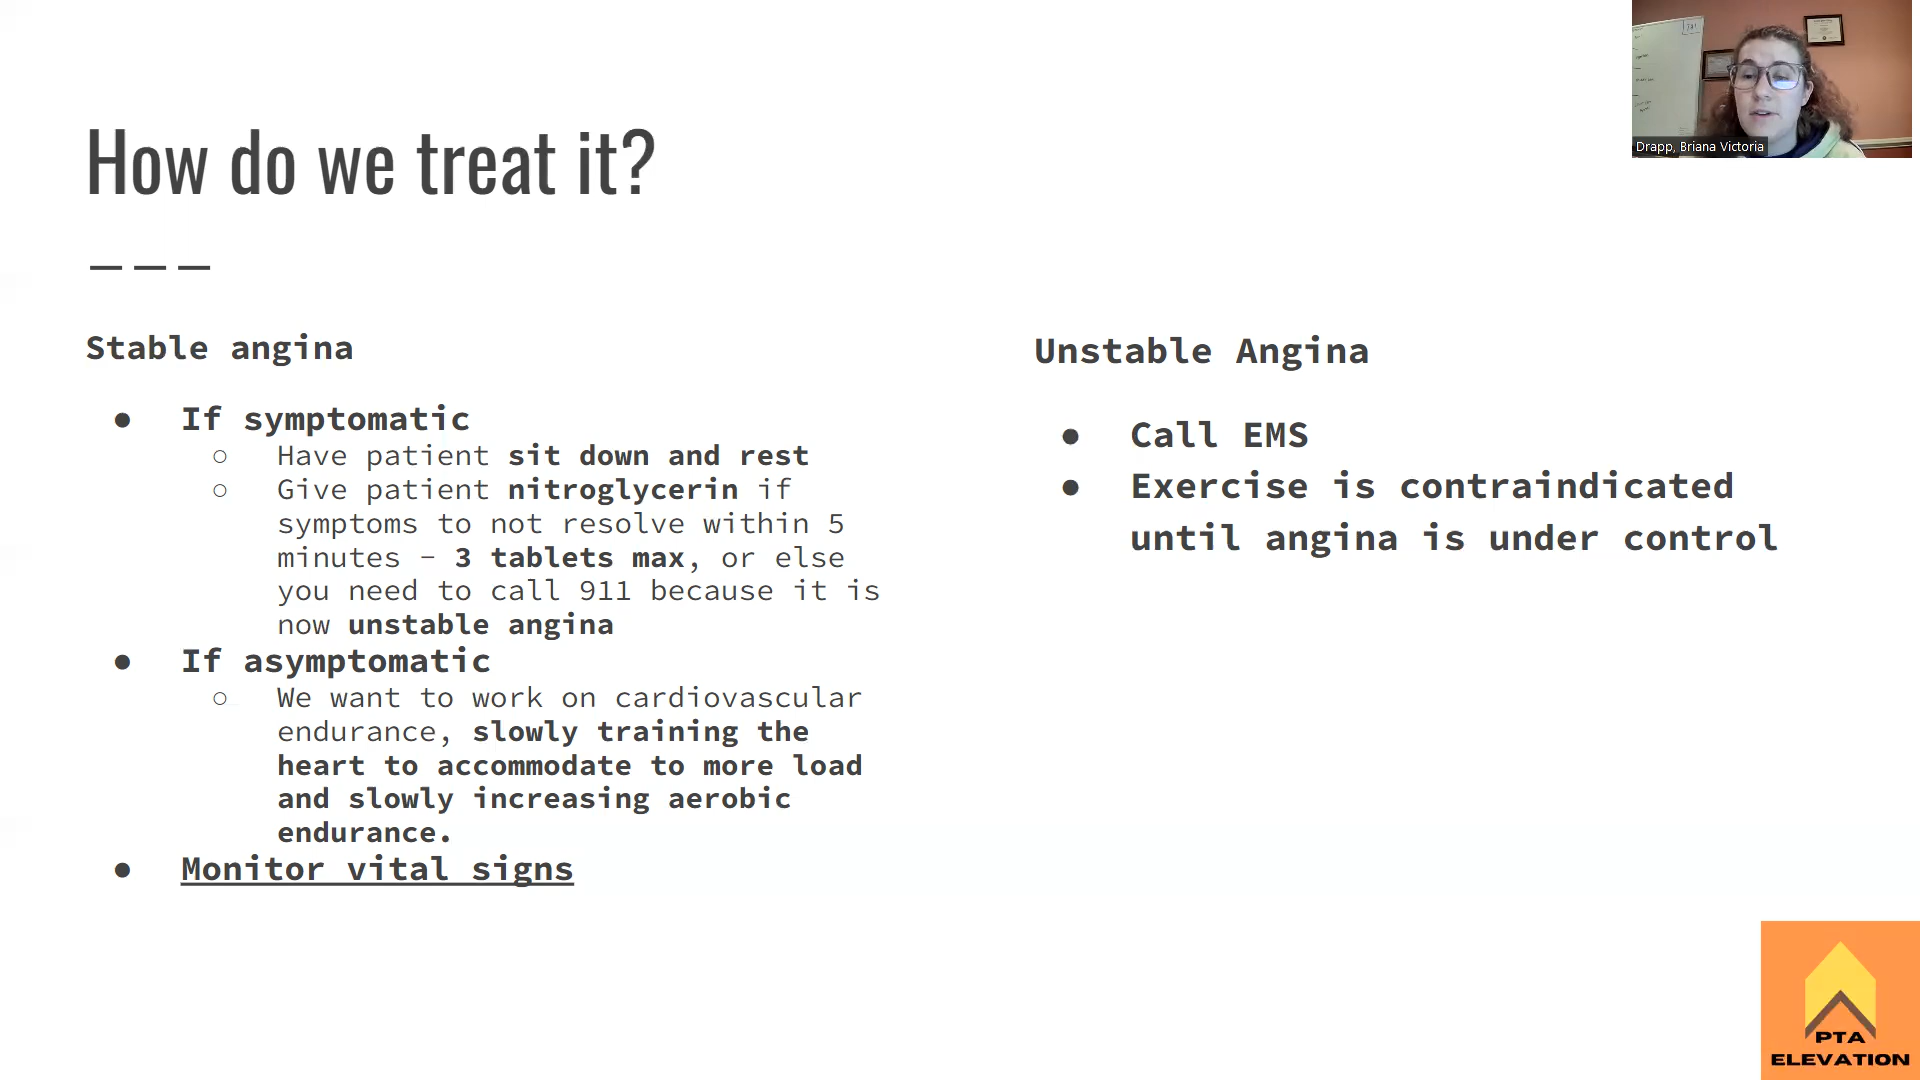 How do we treat it?
Stable angina
● If symptomatic
○ Have patient sit down and rest
○ Give patient nitroglycerin if
symptoms to not resolve within 5
minutes - 3 tablets max, or else
you need to call 911 because it is
now unstable angina
● If asymptomatic
○ We want to work on cardiovascular
endurance, slowly training the
heart to accommodate to more load
and slowly increasing aerobic
endurance.
● Monitor vital signs
Unstable Angina
● Call EMS
● Exercise is contraindicated
until angina is under control
Drapp, Briana Victoria
PTA
ELEVATION